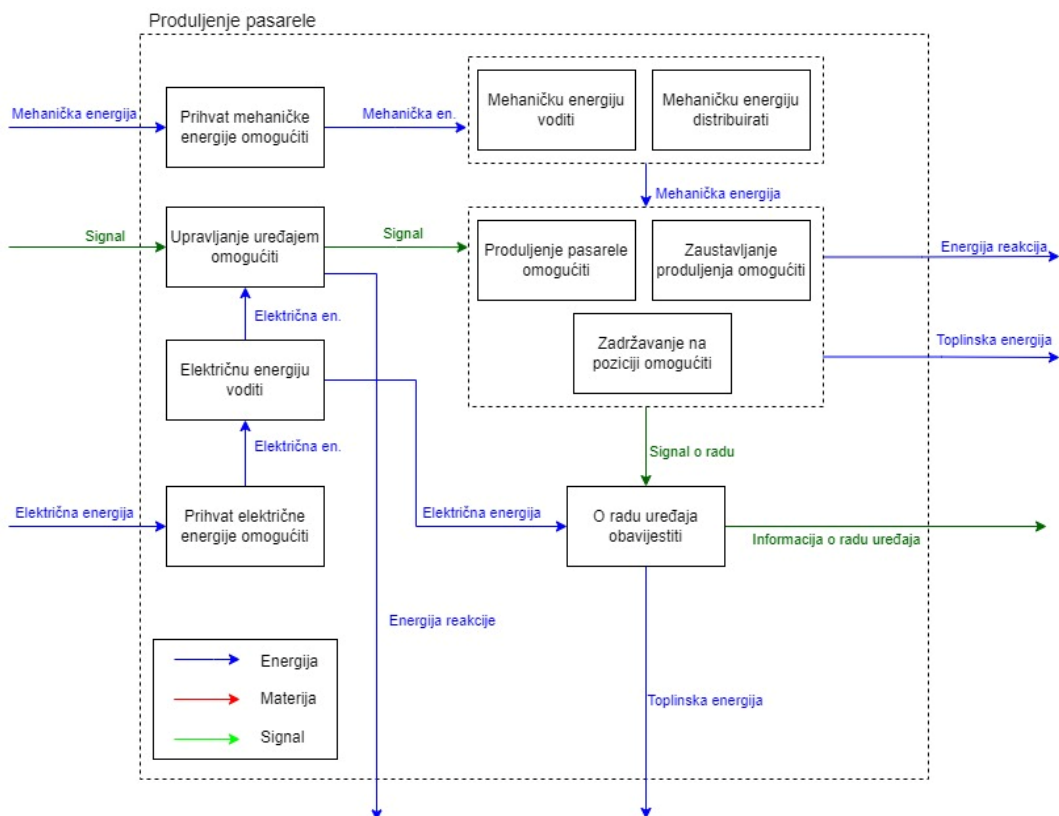 Produljenje pasarele
Mehanička energija
Prihvat mehaničke
energije omogućiti
Mehanička en.
Mehaničku energiju
voditi
Mehaničku energiju
distribuirati
Mehanička energija
Signal
Upravljanje uređajem
omogućiti
Signal
Produljenje pasarele
omogućiti
Zaustavljanje
produljenja omogućiti
Energija reakcija
Električna en.
Zadržavanje na
poziciji omogućiti
Toplinska energija
Električnu energiju
voditi
Električna en.
Signal o radu
Električna energija
Prihvat električne
energije omogućiti
Električna energija
O radu uređaja
obavijestiti
Informacija o radu uređaja
Energija reakcije
Toplinska energija
Energija
Materija
Signal